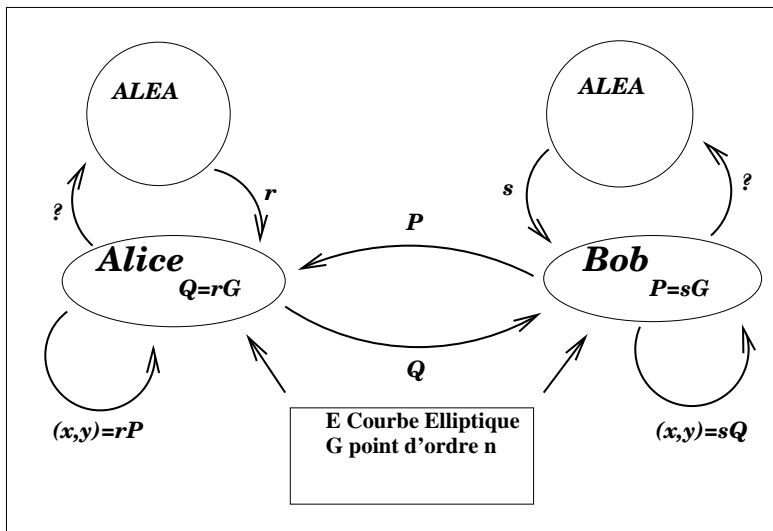 ALEA
ALEA
?
r
s
?
P
Alice
Q=rG
Bob
P=sG
Q
(x,y)=rP
E Courbe Elliptique
G point d'ordre n
(x,y)=sQ